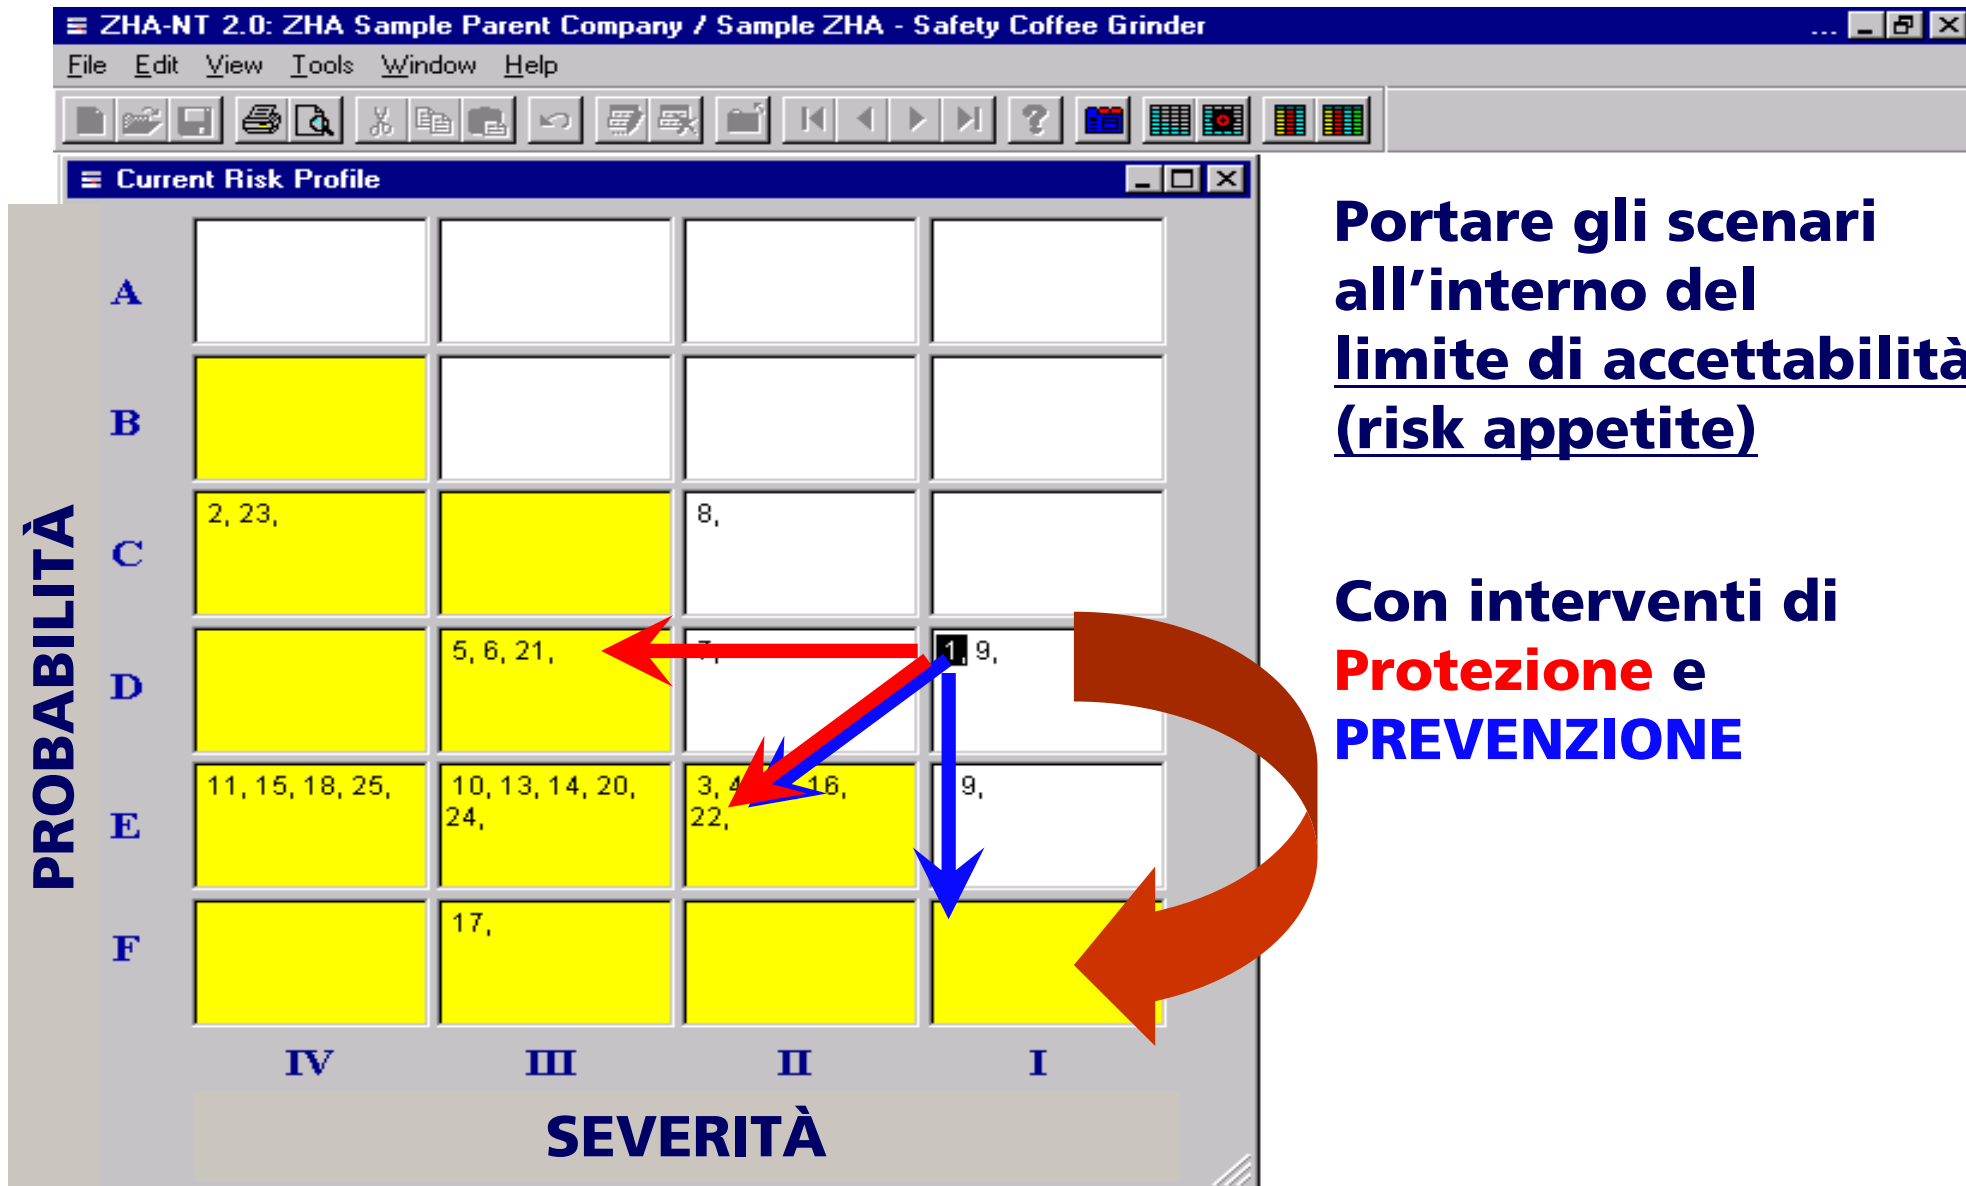 ZHA-NT 2.0: ZHA Sample Parent Company / Sample ZHA - Safety Coffee Grinder ...
File Edit View Tools Window Help
Current Risk Profile
Portare gli scenari
all’interno del
limite di accettabilità
(risk appetite)
Con interventi di
Protezione e
PREVENZIONE
PROBABILITÀ
A
B
C 2, 23, 8,
D 5, 6, 21, 7, 1, 9,
E 11, 15, 18, 25, 10, 13, 14, 20, 3, 16, 9,
24, 22,
F 17,
IV III II I
SEVERITÀ